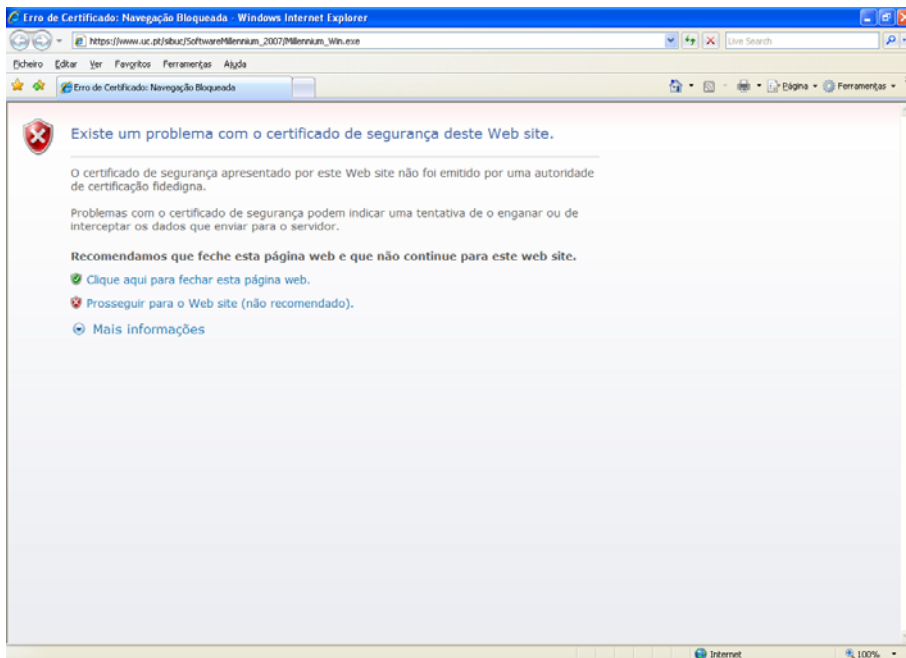 Erro de Certificado: Navegação Bloqueada - Windows Internet Explorer
https://www.uc.pt/sibuc/SoftwareMillennium_2007/Millennium_Win.exe
Live Search
Ficheiro Editar Ver Favoritos Ferramentas Ajuda
Erro de Certificado: Navegação Bloqueada
Página
Ferramentas
Existe um problema com o certificado de segurança deste Web site.
O certificado de segurança apresentado por este Web site não foi emitido por uma autoridade
de certificação fidedigna.
Problemas com o certificado de segurança podem indicar uma tentativa de o enganar ou de
interceptar os dados que enviar para o servidor.
Recomendamos que feche esta página web e que não continue para este web site.
Clique aqui para fechar esta página web.
Prosseguir para o Web site (não recomendado).
Mais informações
Internet
100%